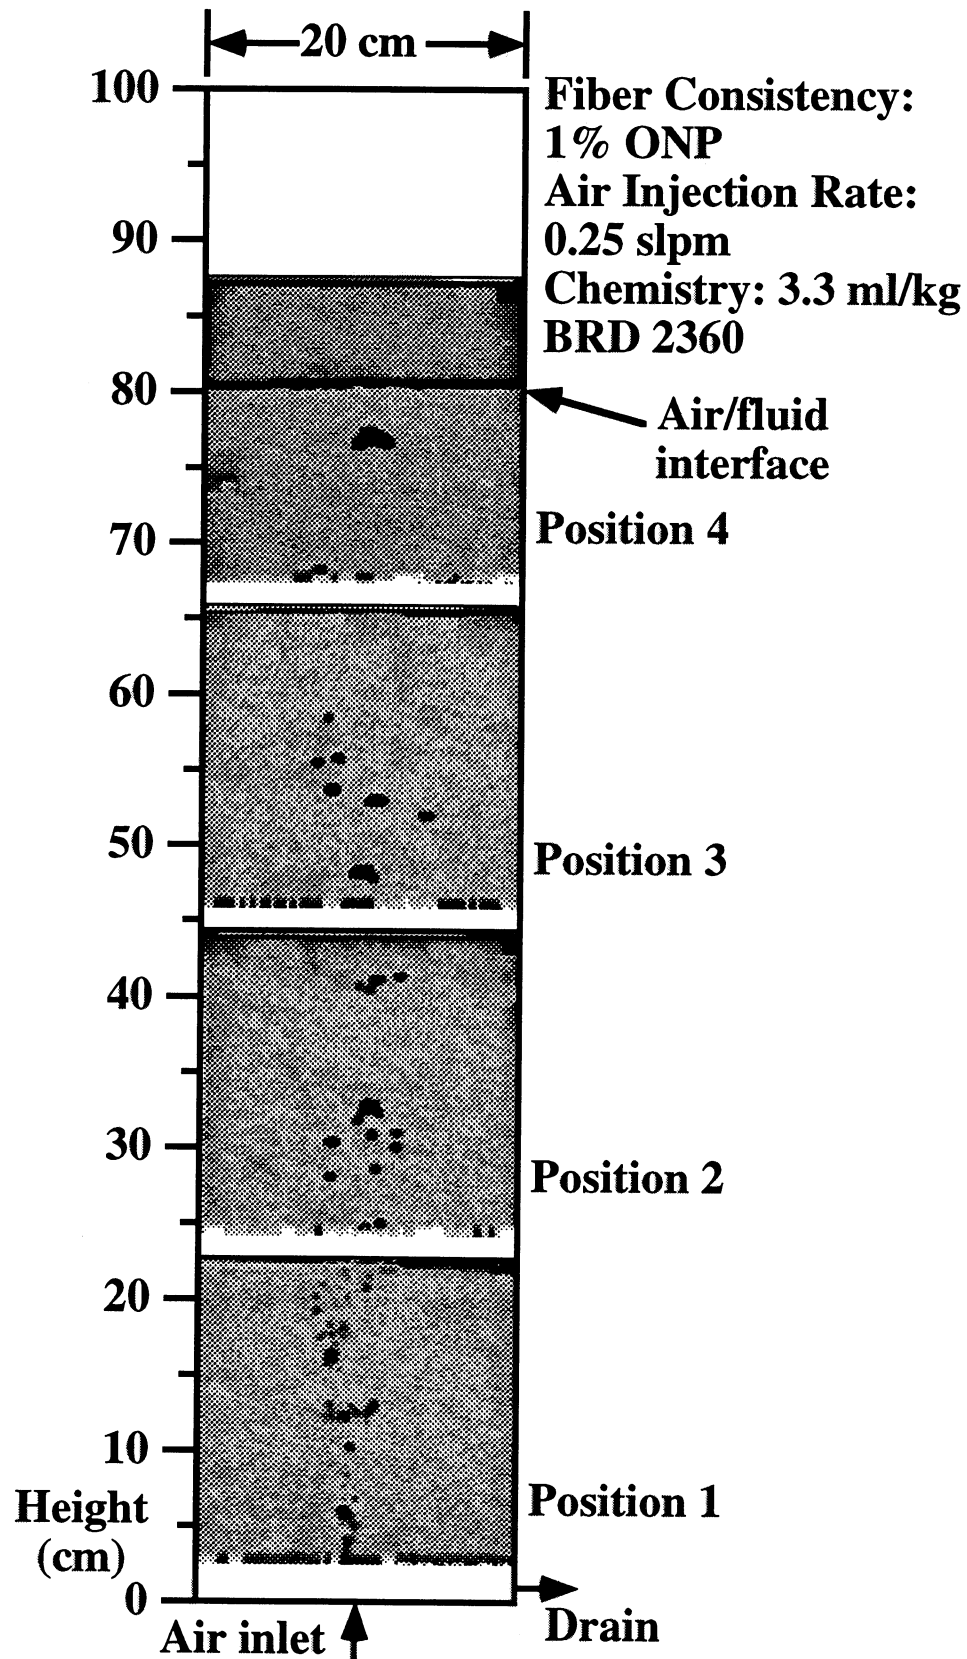 20 cm
100
Fiber Consistency:
1% ONP
Air Injection Rate:
0.25 slpm
Chemistry: 3.3 ml/kg
BRD 2360
90
80
Air/fluid
interface
70
Position 4
60
50
Position 3
40
30
Position 2
20
10
Height
(cm)
Position 1
0
Air inlet
Drain